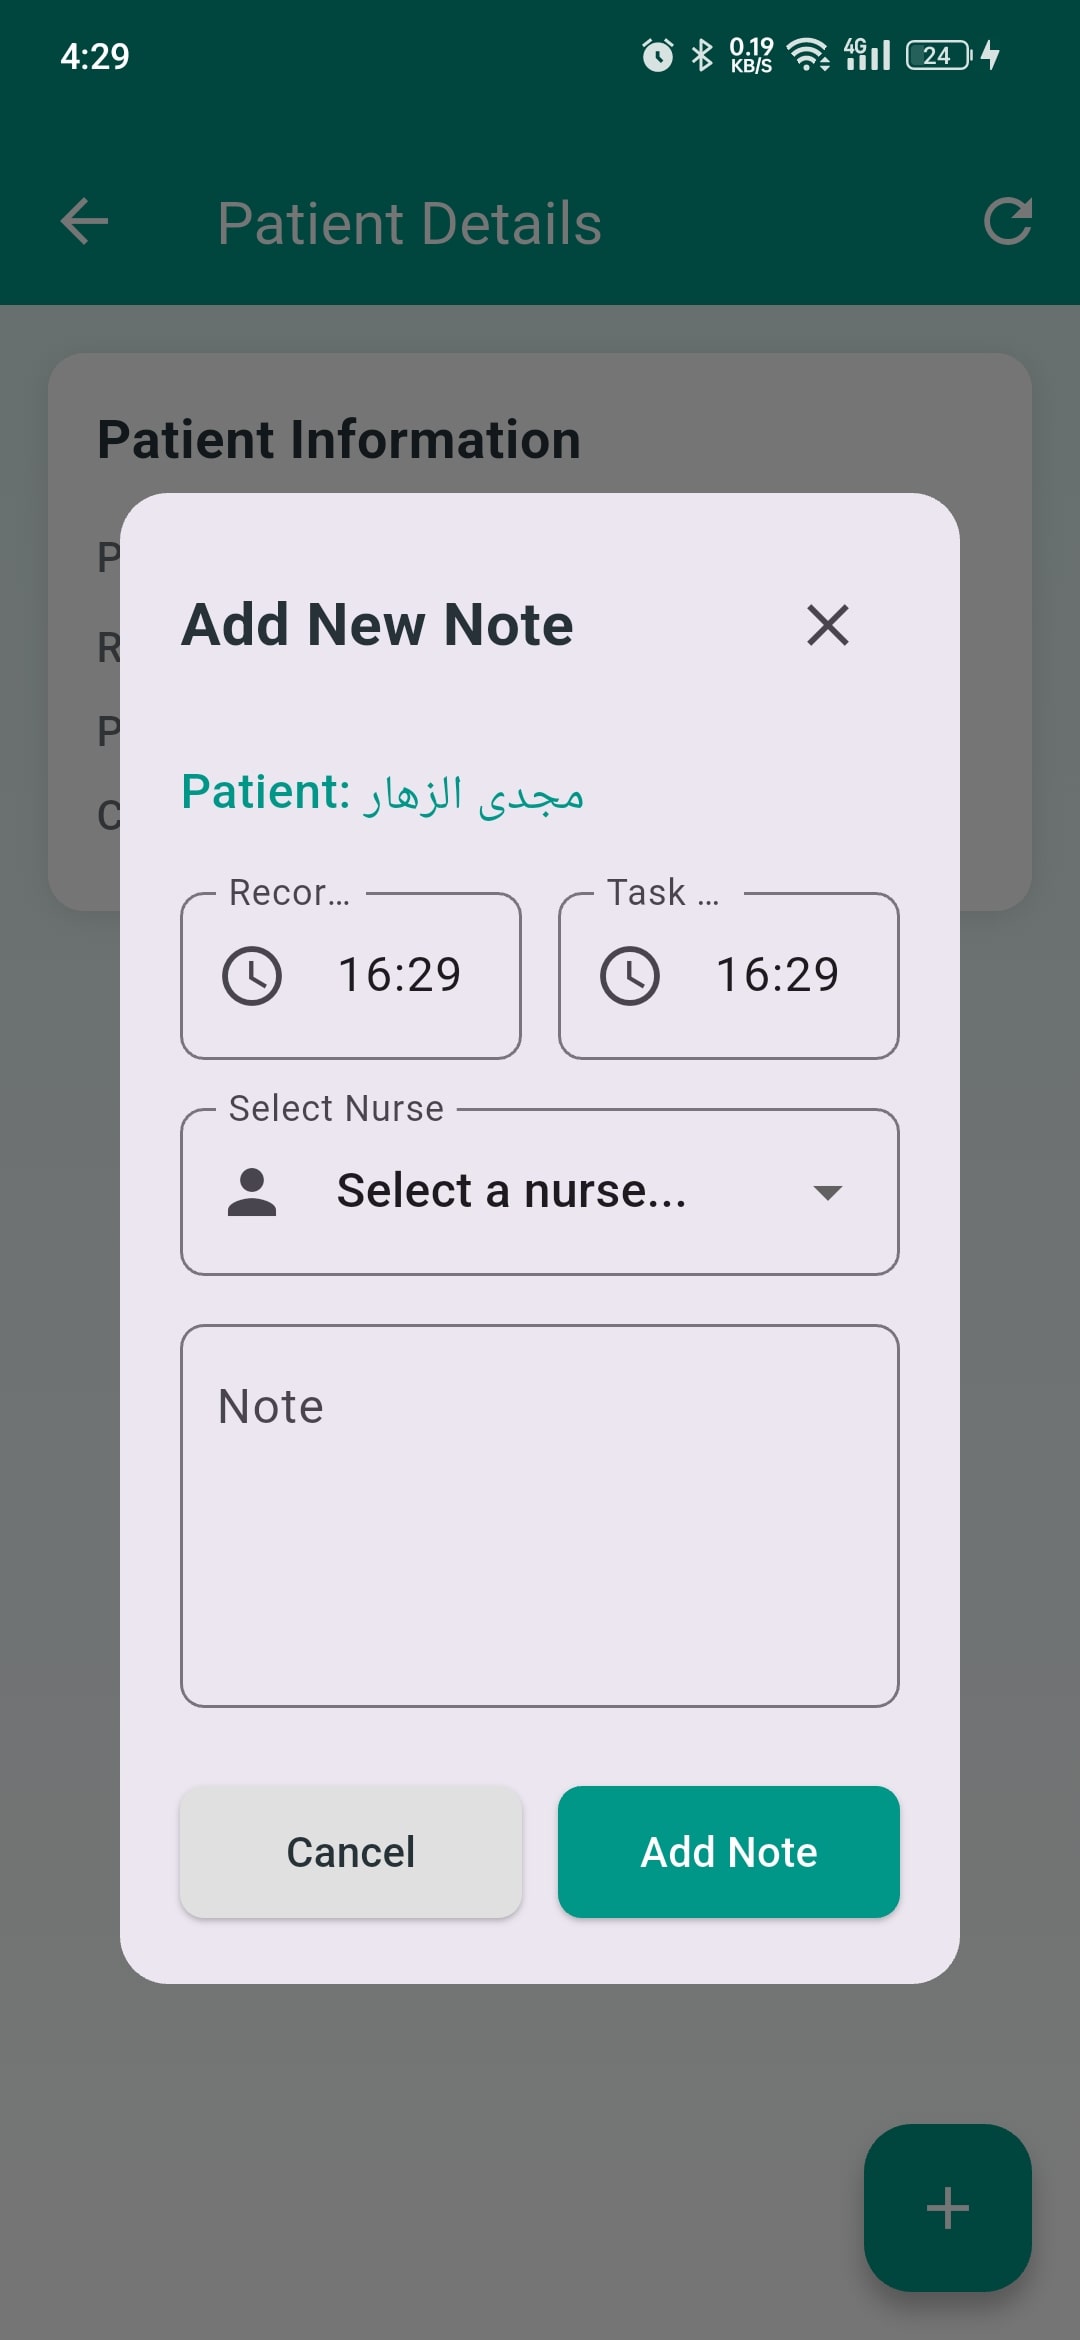 4:29
0.19 KB/S 4G 24
Patient Details
Patient Information
P
R
P
C
Add New Note
Patient: مجدى الزهار
Recor... Task ...
16:29 16:29
Select Nurse
Select a nurse...
Note
Cancel Add Note